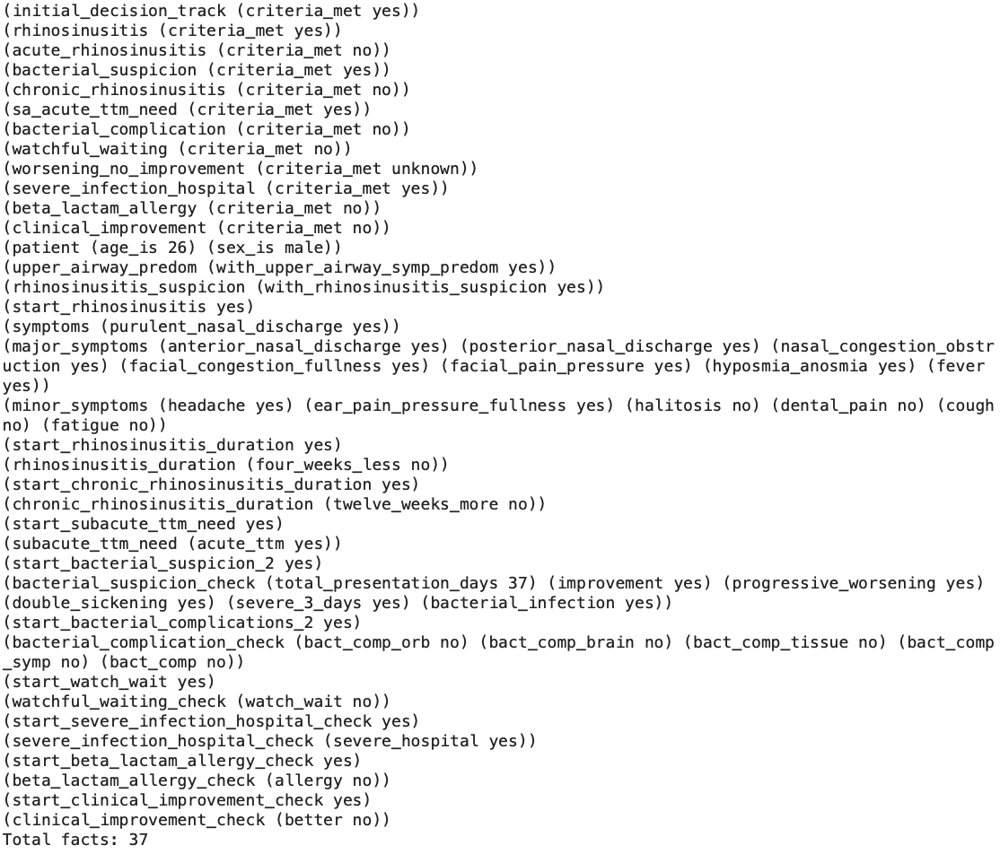 (initial_decision_track (criteria_met yes))
(rhinosinusitis (criteria_met yes))
(acute_rhinosinusitis (criteria_met no))
(bacterial_suspicion (criteria_met yes))
(chronic_rhinosinusitis (criteria_met no))
(sa_acute_ttm_need (criteria_met yes))
(bacterial_complication (criteria_met no))
(watchful_waiting (criteria_met no))
(worsening_no_improvement (criteria_met unknown))
(severe_infection_hospital (criteria_met yes))
(beta_lactam_allergy (criteria_met no))
(clinical_improvement (criteria_met no))
(patient (age_is 26) (sex_is male))
(upper_airway_predom (with_upper_airway_symp_predom yes))
(rhinosinusitis_suspicion (with_rhinosinusitis_suspicion yes))
(start_rhinosinusitis yes)
(symptoms (purulent_nasal_discharge yes))
(major_symptoms (anterior_nasal_discharge yes) (posterior_nasal_discharge yes) (nasal_congestion_obstr
uction yes) (facial_congestion_fullness yes) (facial_pain_pressure yes) (hyposmia_anosmia yes) (fever
yes))
(minor_symptoms (headache yes) (ear_pain_pressure_fullness yes) (halitosis no) (dental_pain no) (cough
no) (fatigue no))
(start_rhinosinusitis_duration yes)
(rhinosinusitis_duration (four_weeks_less no))
(start_chronic_rhinosinusitis_duration yes)
(chronic_rhinosinusitis_duration (twelve_weeks_more no))
(start_subacute_ttm_need yes)
(subacute_ttm_need (acute_ttm yes))
(start_bacterial_suspicion_2 yes)
(bacterial_suspicion_check (total_presentation_days 37) (improvement yes) (progressive_worsening yes)
(double_sickening yes) (severe_3_days yes) (bacterial_infection yes))
(start_bacterial_complications_2 yes)
(bacterial_complication_check (bact_comp_orb no) (bact_comp_brain no) (bact_comp_tissue no) (bact_comp
_symp no) (bact_comp no))
(start_watch_wait yes)
(watchful_waiting_check (watch_wait no))
(start_severe_infection_hospital_check yes)
(severe_infection_hospital_check (severe_hospital yes))
(start_beta_lactam_allergy_check yes)
(beta_lactam_allergy_check (allergy no))
(start_clinical_improvement_check yes)
(clinical_improvement_check (better no))
Total facts: 37